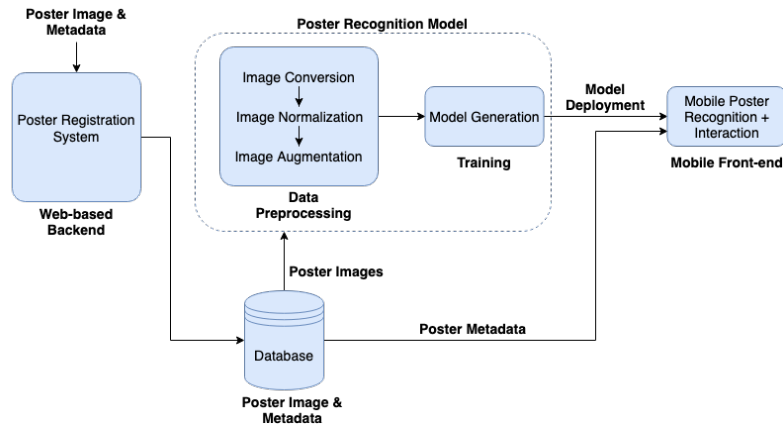 Poster Image &
Metadata
Poster Recognition Model
Poster Registration
System
Web-based
Backend
Image Conversion
Image Normalization
Image Augmentation
Data
Preprocessing
Model Generation
Training
Model
Deployment
Mobile Poster
Recognition +
Interaction
Mobile Front-end
Poster Images
Database
Poster Image &
Metadata
Poster Metadata